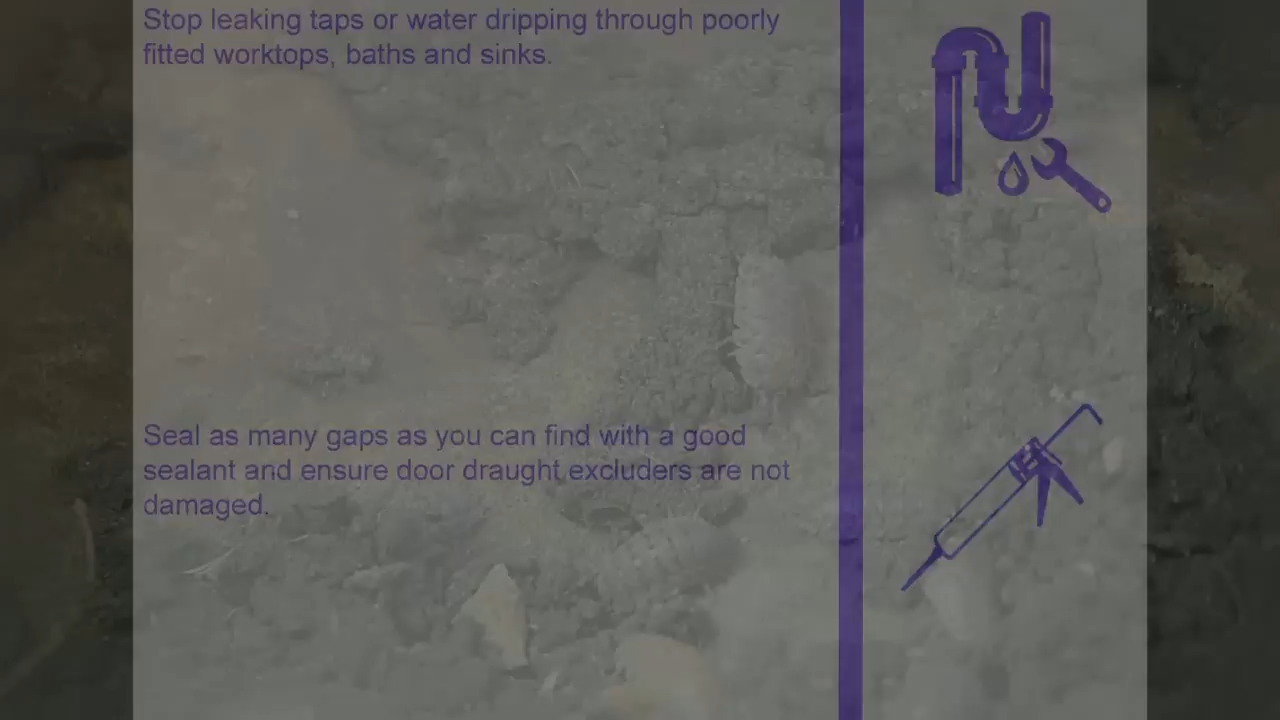 Stop leaking taps or water dripping through poorly
fitted worktops, baths and sinks.
Seal as many gaps as you can find with a good
sealant and ensure door draught excluders are not
damaged.